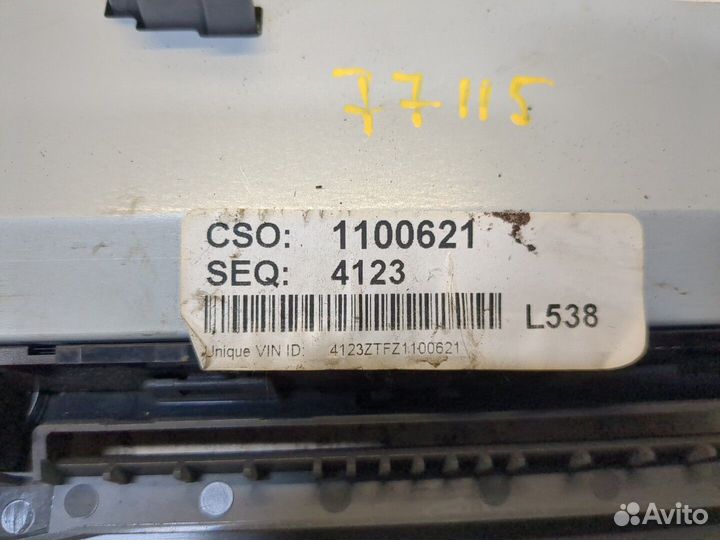 77115
CSO: 1100621
SEQ: 4123
L538
Unique VIN ID: 4123ZTFZ1100621
Avito